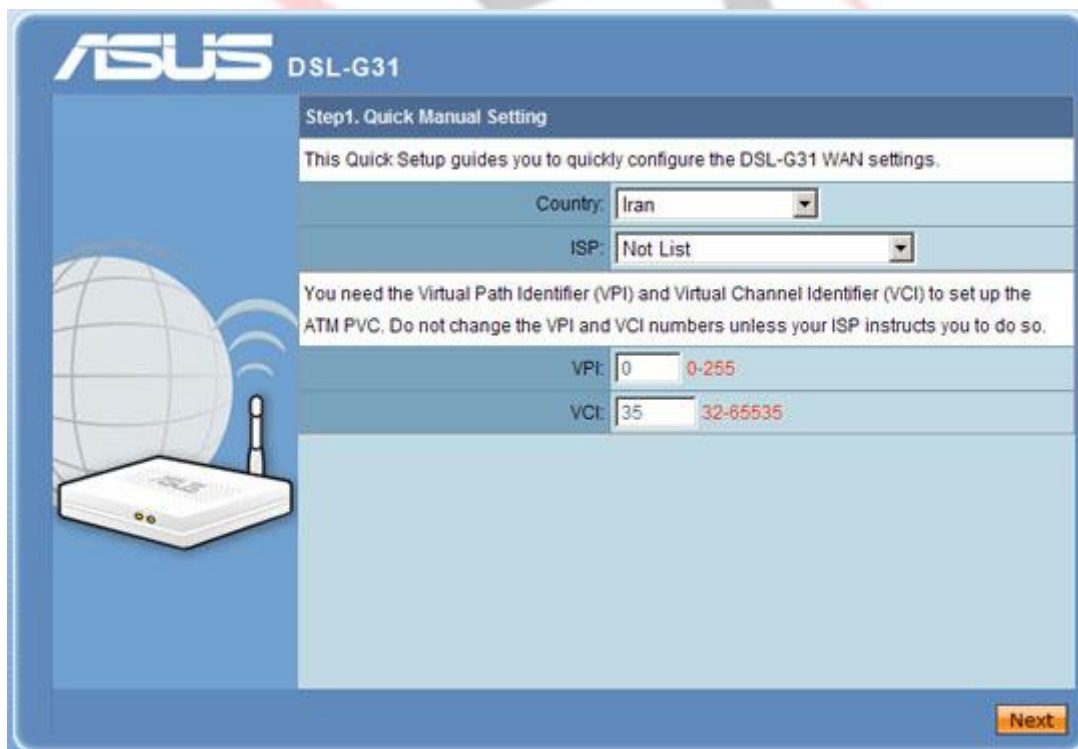 ASUS DSL-G31
Step1. Quick Manual Setting
This Quick Setup guides you to quickly configure the DSL-G31 WAN settings.
Country: Iran
ISP: Not List
You need the Virtual Path Identifier (VPI) and Virtual Channel Identifier (VCI) to set up the
ATM PVC. Do not change the VPI and VCI numbers unless your ISP instructs you to do so.
VPI: 0 0-255
VCI: 35 32-65535
ASUS
Next